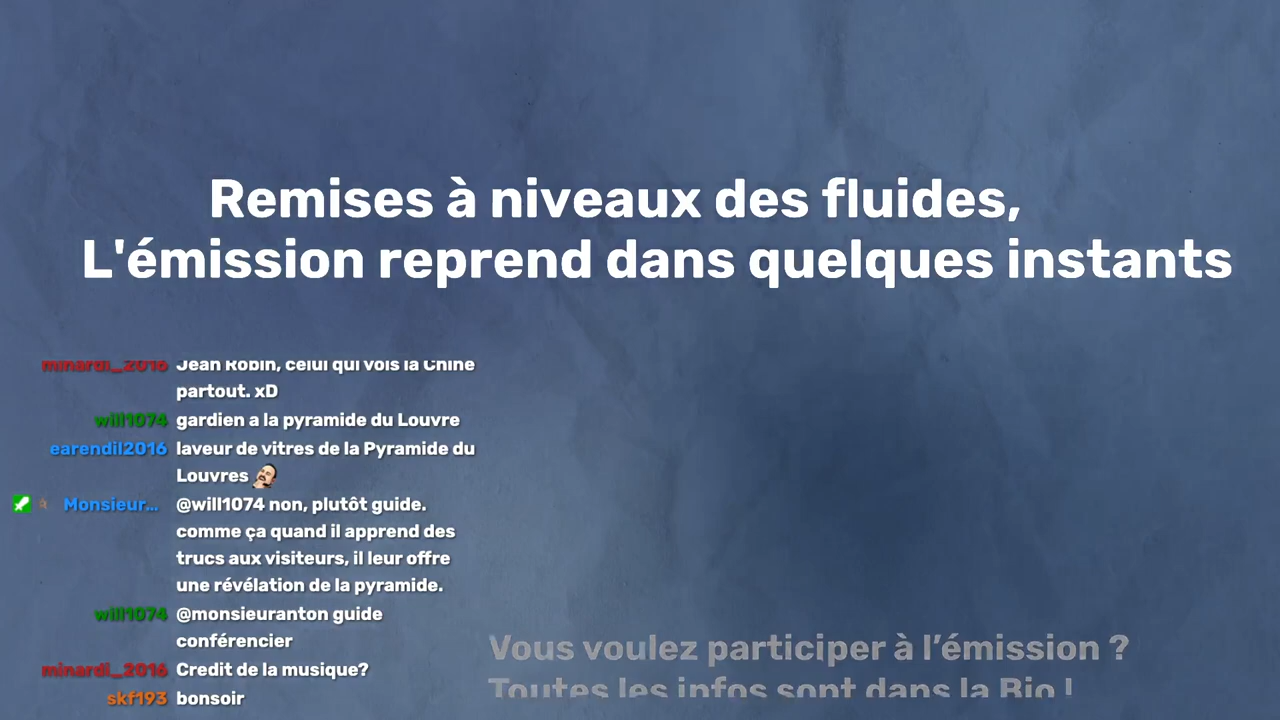 Remises à niveaux des fluides,
L'émission reprend dans quelques instants
minardi_2016 Jean Robin, celui qui vois la Chine
partout. xD
will1074 gardien a la pyramide du Louvre
earendil2016 laveur de vitres de la Pyramide du
Louvres
Monsieur... @will1074 non, plutôt guide.
comme ça quand il apprend des
trucs aux visiteurs, il leur offre
une révélation de la pyramide.
will1074 @monsieuranton guide
conférencier
minardi_2016 Credit de la musique?
skf193 bonsoir
Vous voulez participer à l’émission ?
Toutes les infos sont dans la Bio !